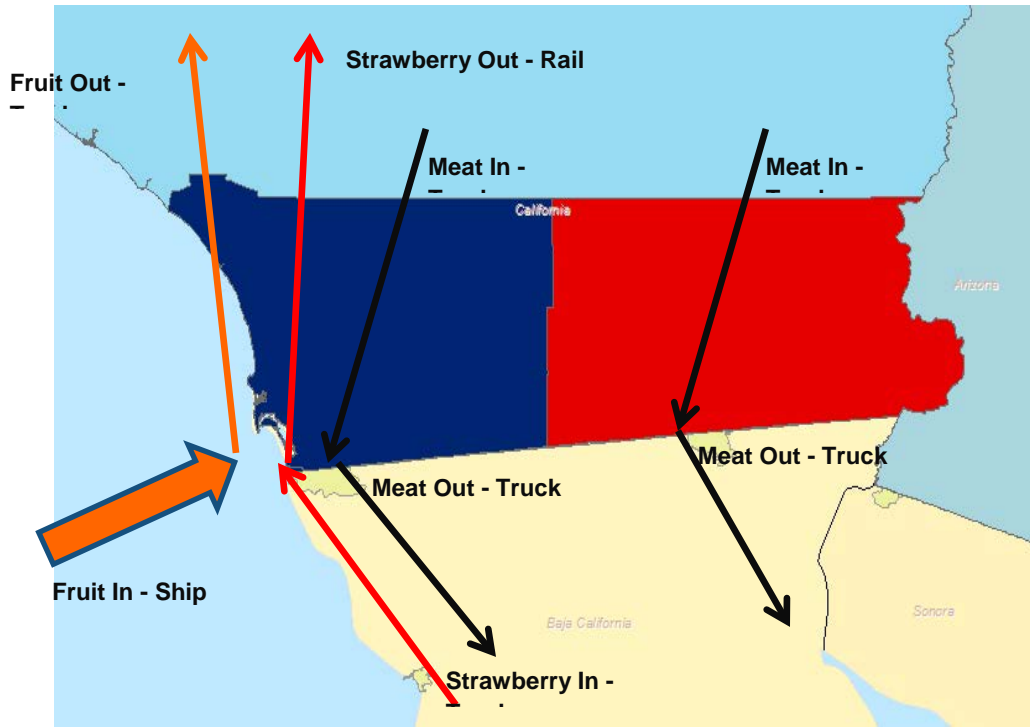 Strawberry Out - Rail
Fruit Out -
Meat In -
Meat In -
California
Arizona
Meat Out - Truck
Meat Out - Truck
Fruit In - Ship
Baja California
Sonora
Strawberry In -